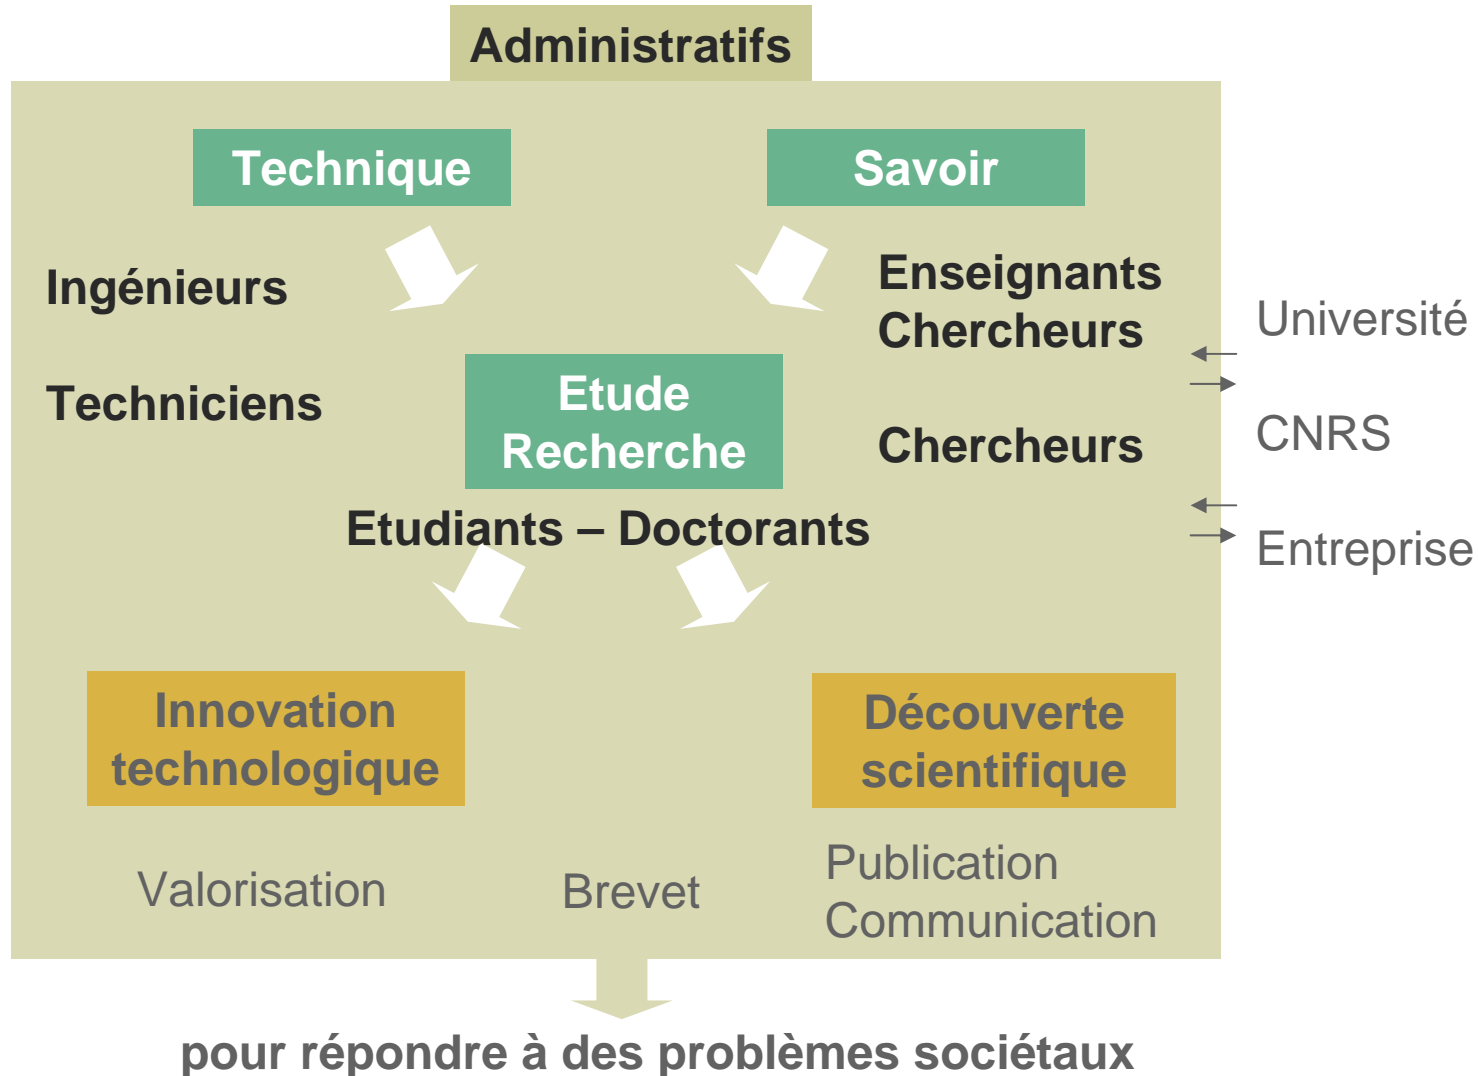 Administratifs
Technique
Savoir
Ingénieurs
Techniciens
Enseignants
Chercheurs
Chercheurs
Etude
Recherche
Etudiants – Doctorants
Université
CNRS
Entreprise
Innovation
technologique
Découverte
scientifique
Valorisation
Brevet
Publication
Communication
pour répondre à des problèmes sociétaux